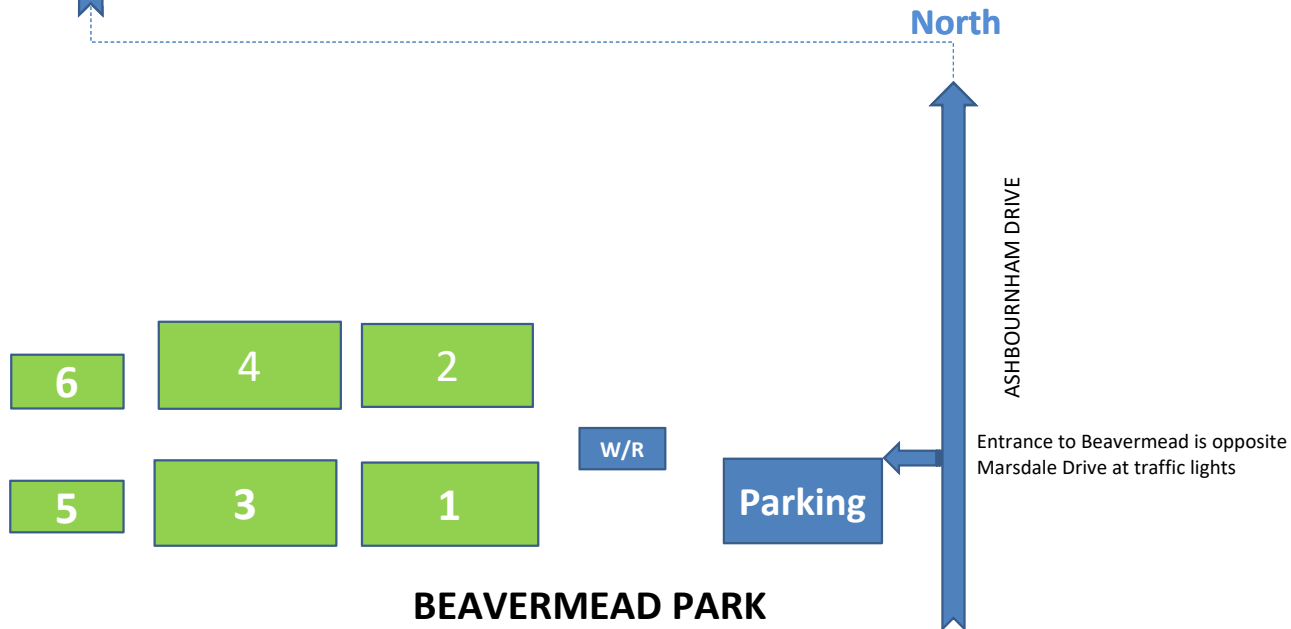 North
ASHBOURNHAM DRIVE
4
2
6
W/R
Entrance to Beavermead is opposite
Marsdale Drive at traffic lights
5
3
1
Parking
BEAVERMEAD PARK